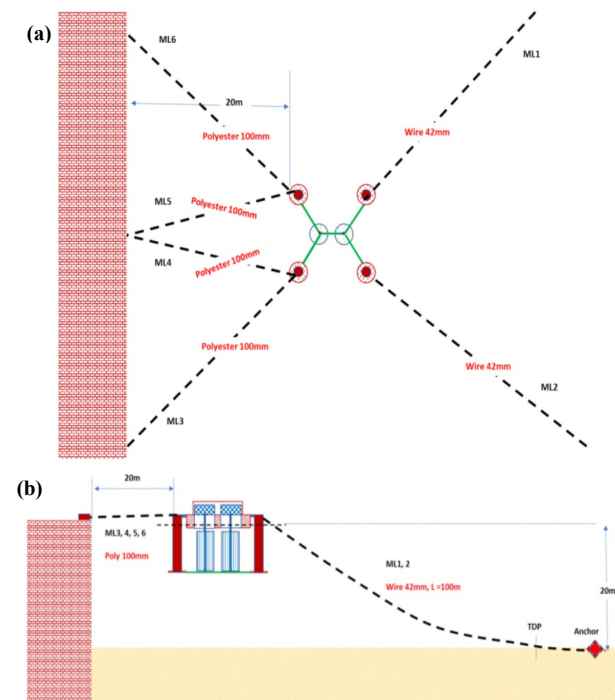 (a)
ML6
ML1
20m
Polyester 100mm
Wire 42mm
ML5
Polyester 100mm
ML4
Polyester 100mm
Polyester 100mm
Wire 42mm
ML2
ML3
(b)
20m
ML3, 4, 5, 6
Poly 100mm
ML1, 2
Wire 42mm, L =100m
20m
TDP
Anchor